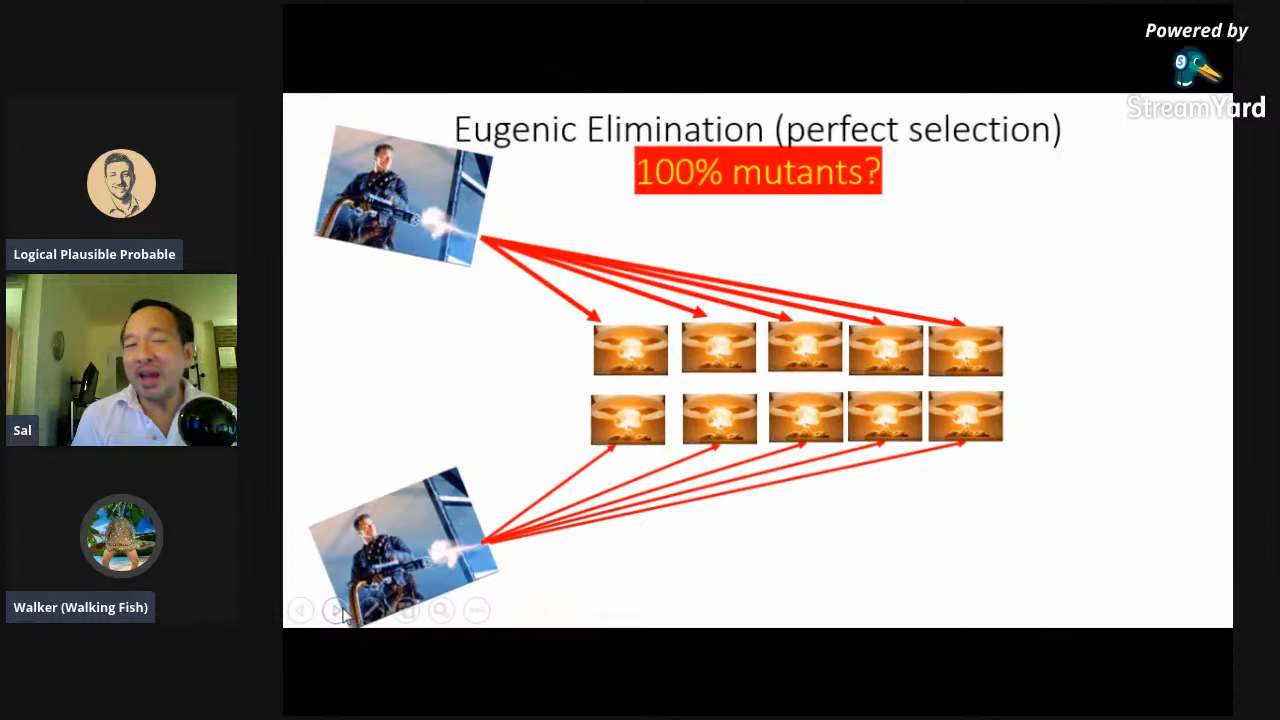 Powered by
StreamYard
Eugenic Elimination (perfect selection)
100% mutants?
Logical Plausible Probable
Sal
Walker (Walking Fish)